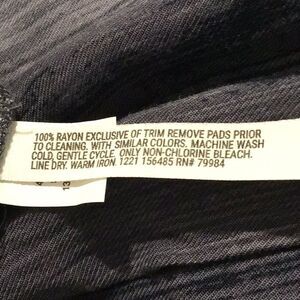 100% RAYON EXCLUSIVE OF TRIM REMOVE PADS PRIOR
TO CLEANING. WITH SIMILAR COLORS. MACHINE WASH
COLD, GENTLE CYCLE. ONLY NON-CHLORINE BLEACH.
LINE DRY. WARM IRON. 1221 156485 RN# 79984